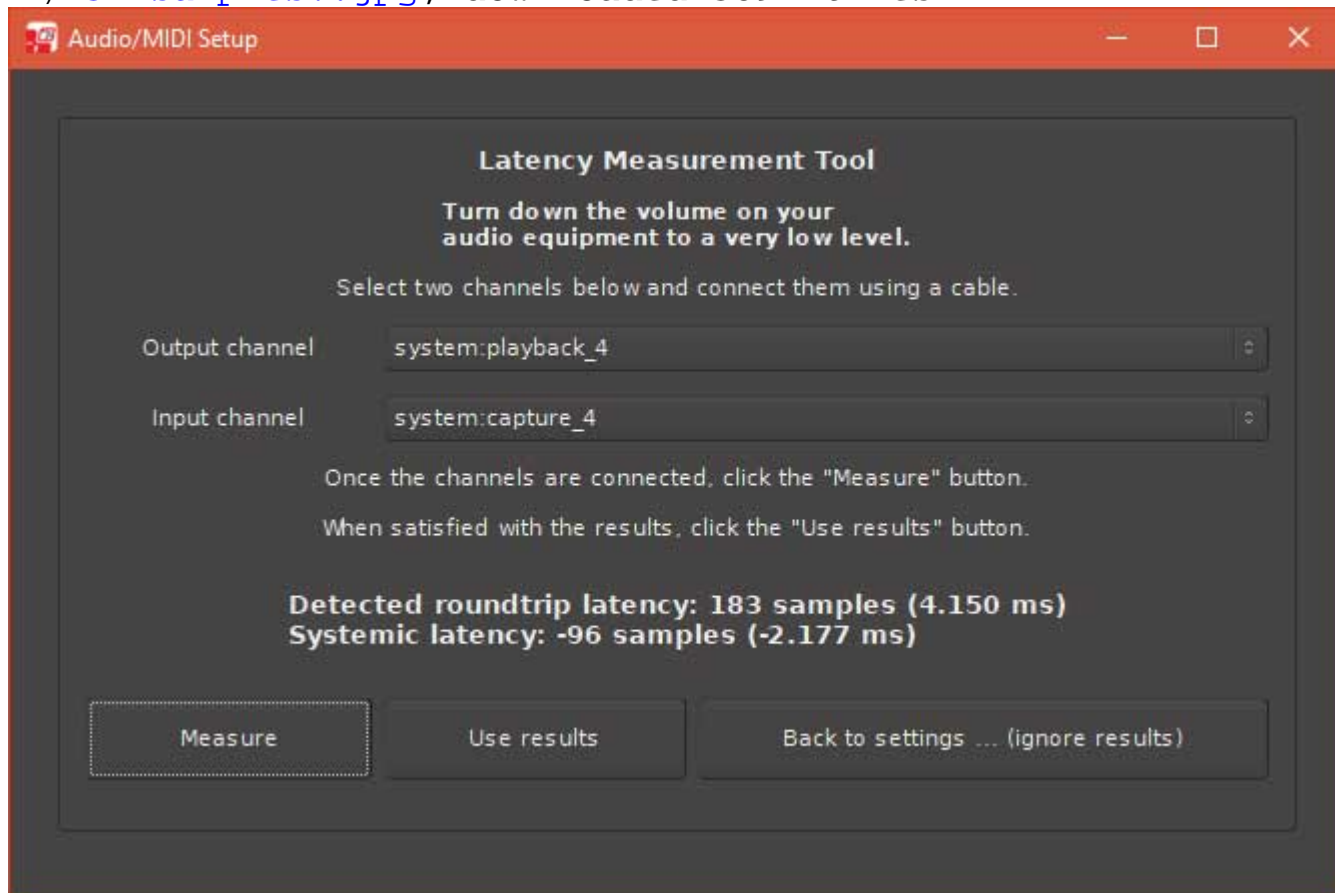 Audio/MIDI Setup
Latency Measurement Tool
Turn down the volume on your
audio equipment to a very low level.
Select two channels below and connect them using a cable.
Output channel system:playback_4
Input channel system:capture_4
Once the channels are connected, click the "Measure" button.
When satisfied with the results, click the "Use results" button.
Detected roundtrip latency: 183 samples (4.150 ms)
Systemic latency: -96 samples (-2.177 ms)
Measure Use results Back to settings ... (ignore results)